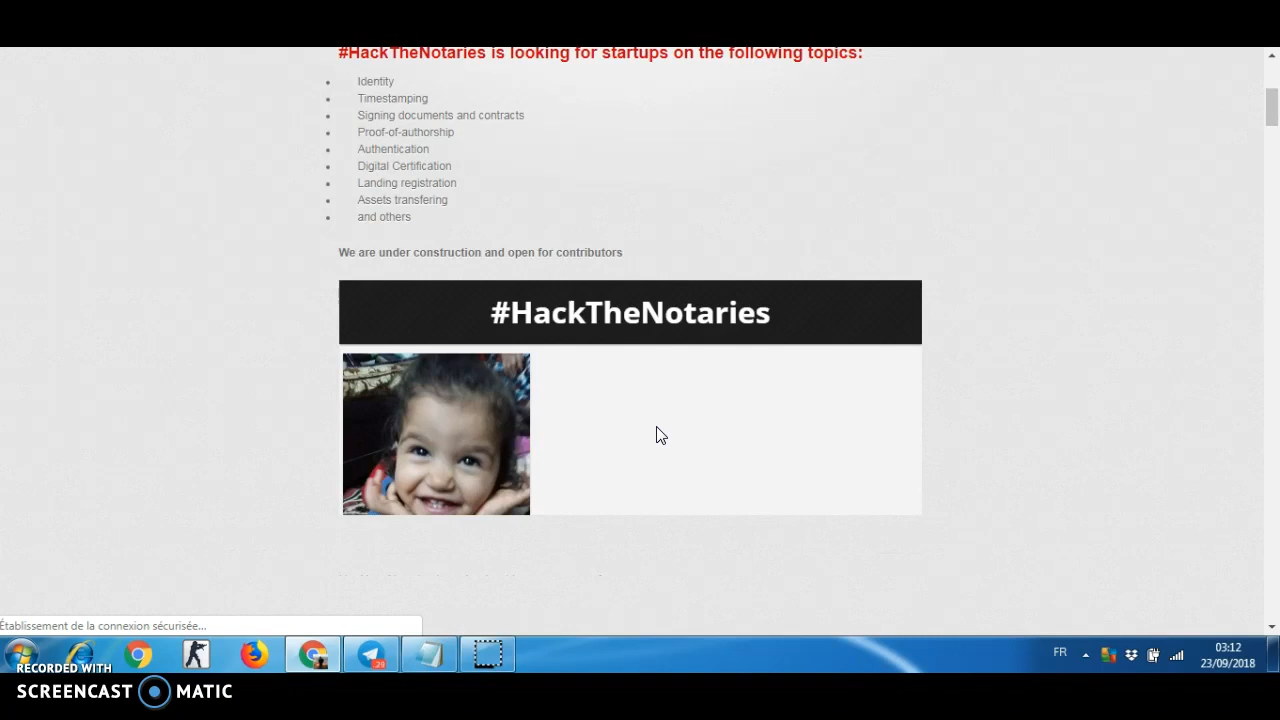 #HackTheNotaries is looking for startups on the following topics:
Identity
Timestamping
Signing documents and contracts
Proof-of-authorship
Authentication
Digital Certification
Landing registration
Assets transfering
and others
We are under construction and open for contributors
#HackTheNotaries
Établissement de la connexion sécurisée...
29
FR
03:12
23/09/2018
RECORDED WITH
SCREENCAST MATIC